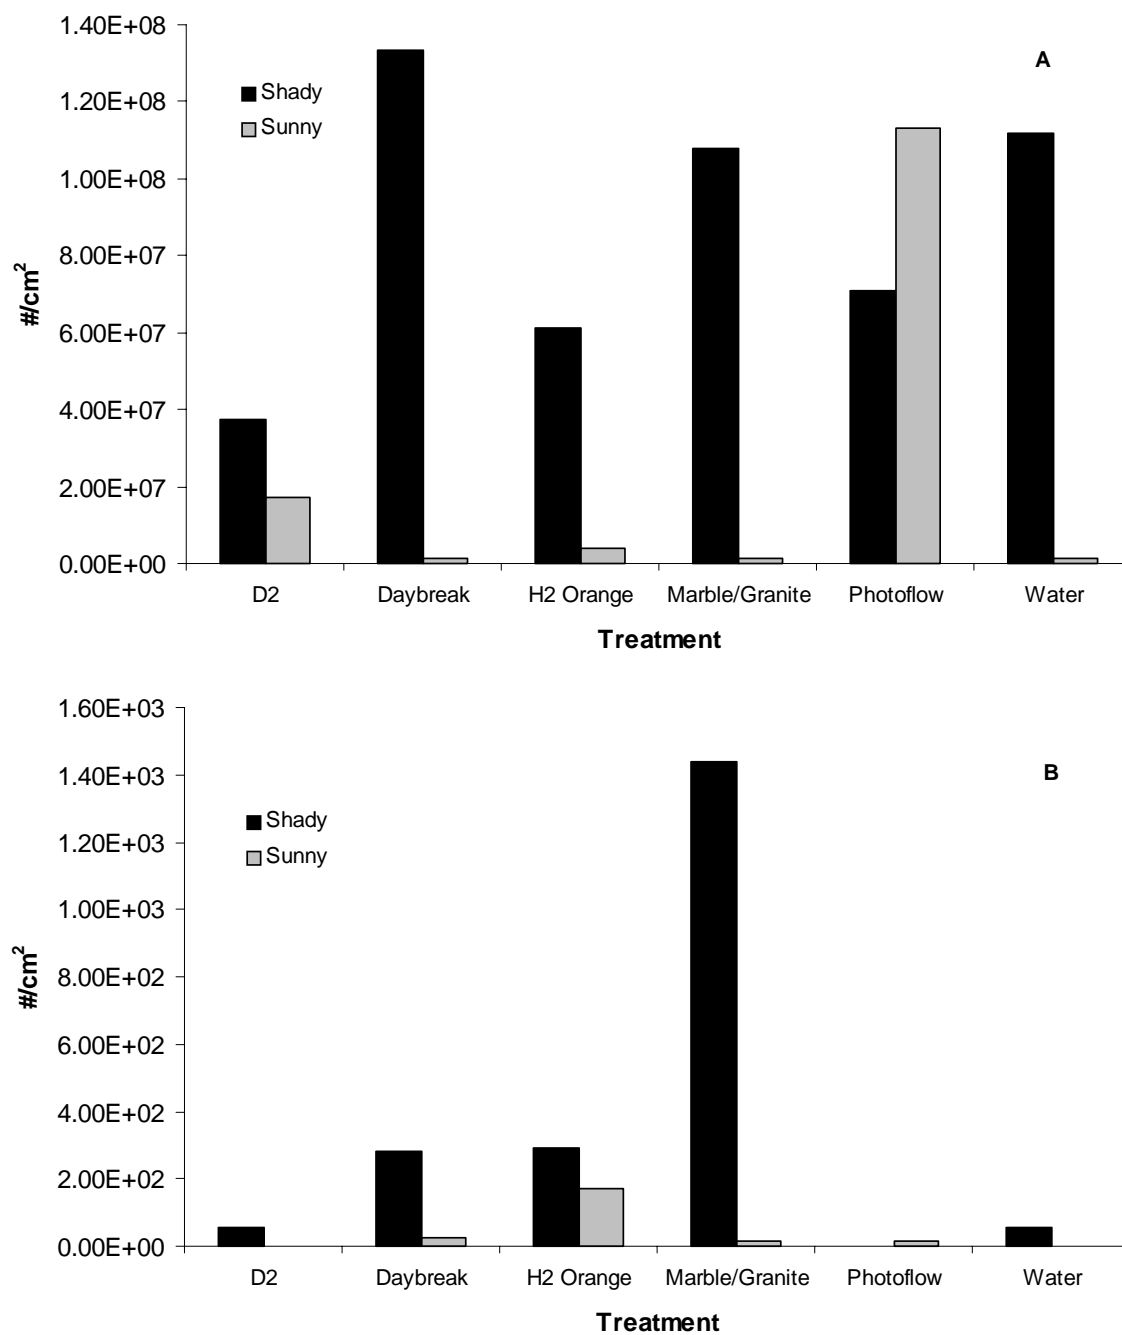 1.40E+08
A
Shady
1.20E+08
Sunny
1.00E+08
#/cm²
8.00E+07
6.00E+07
4.00E+07
2.00E+07
0.00E+00
D2 Daybreak H2 Orange Marble/Granite Photoflow Water
Treatment
1.60E+03
B
1.40E+03
Shady
1.20E+03
Sunny
1.00E+03
#/cm²
8.00E+02
6.00E+02
4.00E+02
2.00E+02
0.00E+00
D2 Daybreak H2 Orange Marble/Granite Photoflow Water
Treatment